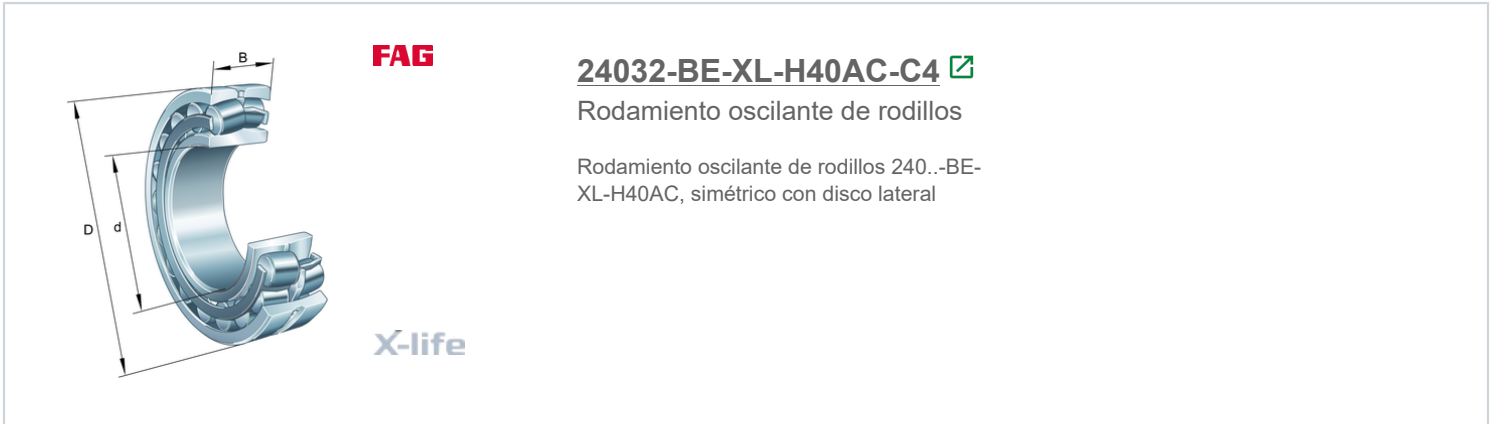 B
FAG
24032-BE-XL-H40AC-C4
Rodamiento oscilante de rodillos
Rodamiento oscilante de rodillos 240..-BE-
XL-H40AC, simétrico con disco lateral
D
d
X-life